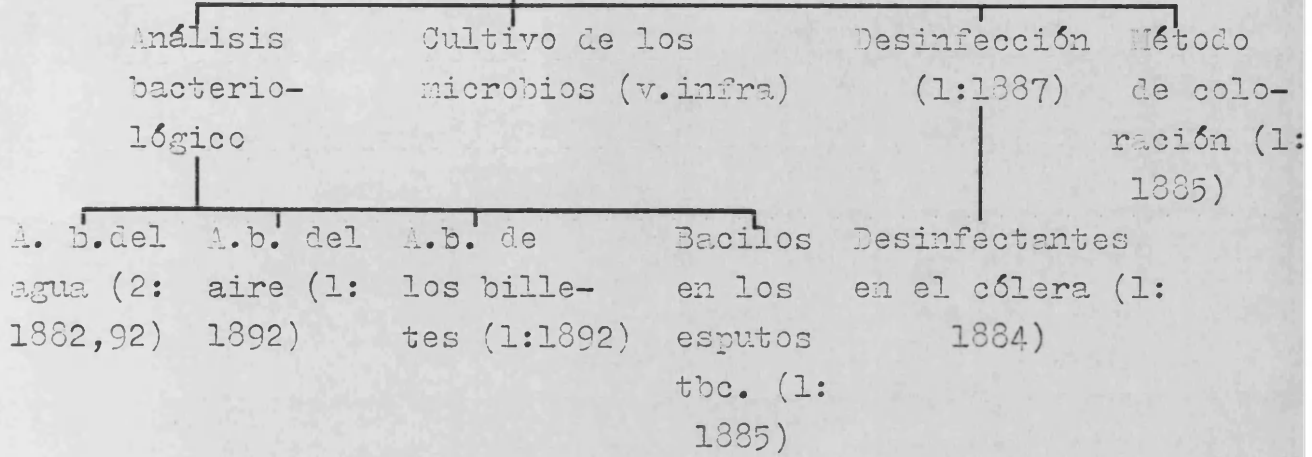 Análisis
bacterio-
lógico
Cultivo de los
microbios (v.infra)
Desinfección
(1:1887)
Método
de colo-
ración (1:
1885)
A. b.del
agua (2:
1882,92)
A.b. del
aire (1:
1892)
A.b. de
los bille-
tes (1:1892)
Bacilos
en los
esputos
tbc. (1:
1885)
Desinfectantes
en el cólera (1:
1884)